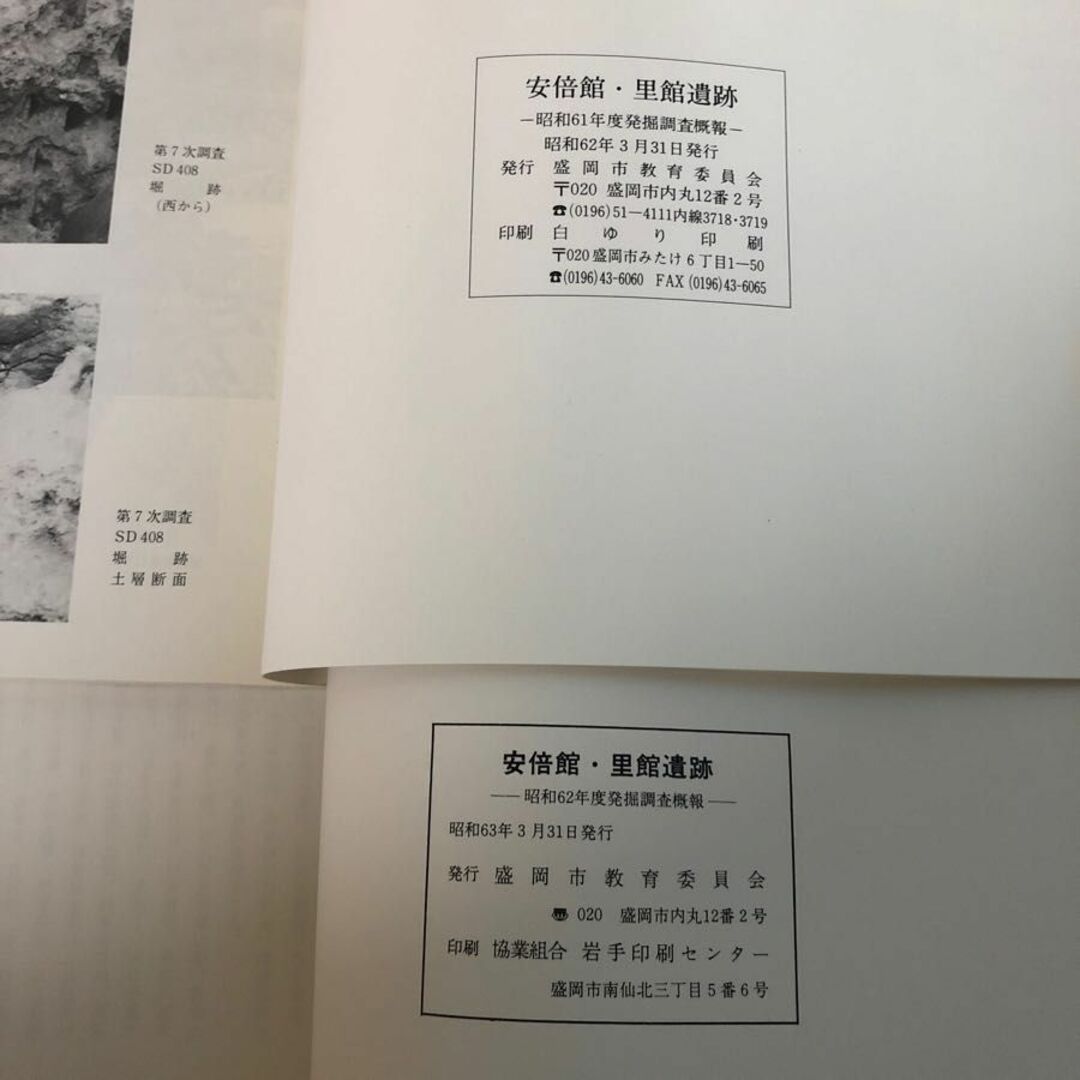 第7次調査
SD408
堀　　跡
(西から)
第7次調査
SD408
堀　　跡
土層断面
安倍館・里館遺跡
―昭和61年度発掘調査概報―
昭和62年3月31日発行
発行　盛岡市教育委員会
〒020 盛岡市内丸12番2号
☎(0196)51―4111内線3718・3719
印刷　白ゆり印刷
〒020盛岡市みたけ6丁目1―50
☎(0196)43-6060　FAX(0196)43-6065
安倍館・里館遺跡
――昭和62年度発掘調査概報――
昭和63年3月31日発行
発行　盛岡市教育委員会
〠 020　盛岡市内丸12番2号
印刷　協業組合　岩手印刷センター
盛岡市南仙北三丁目5番6号